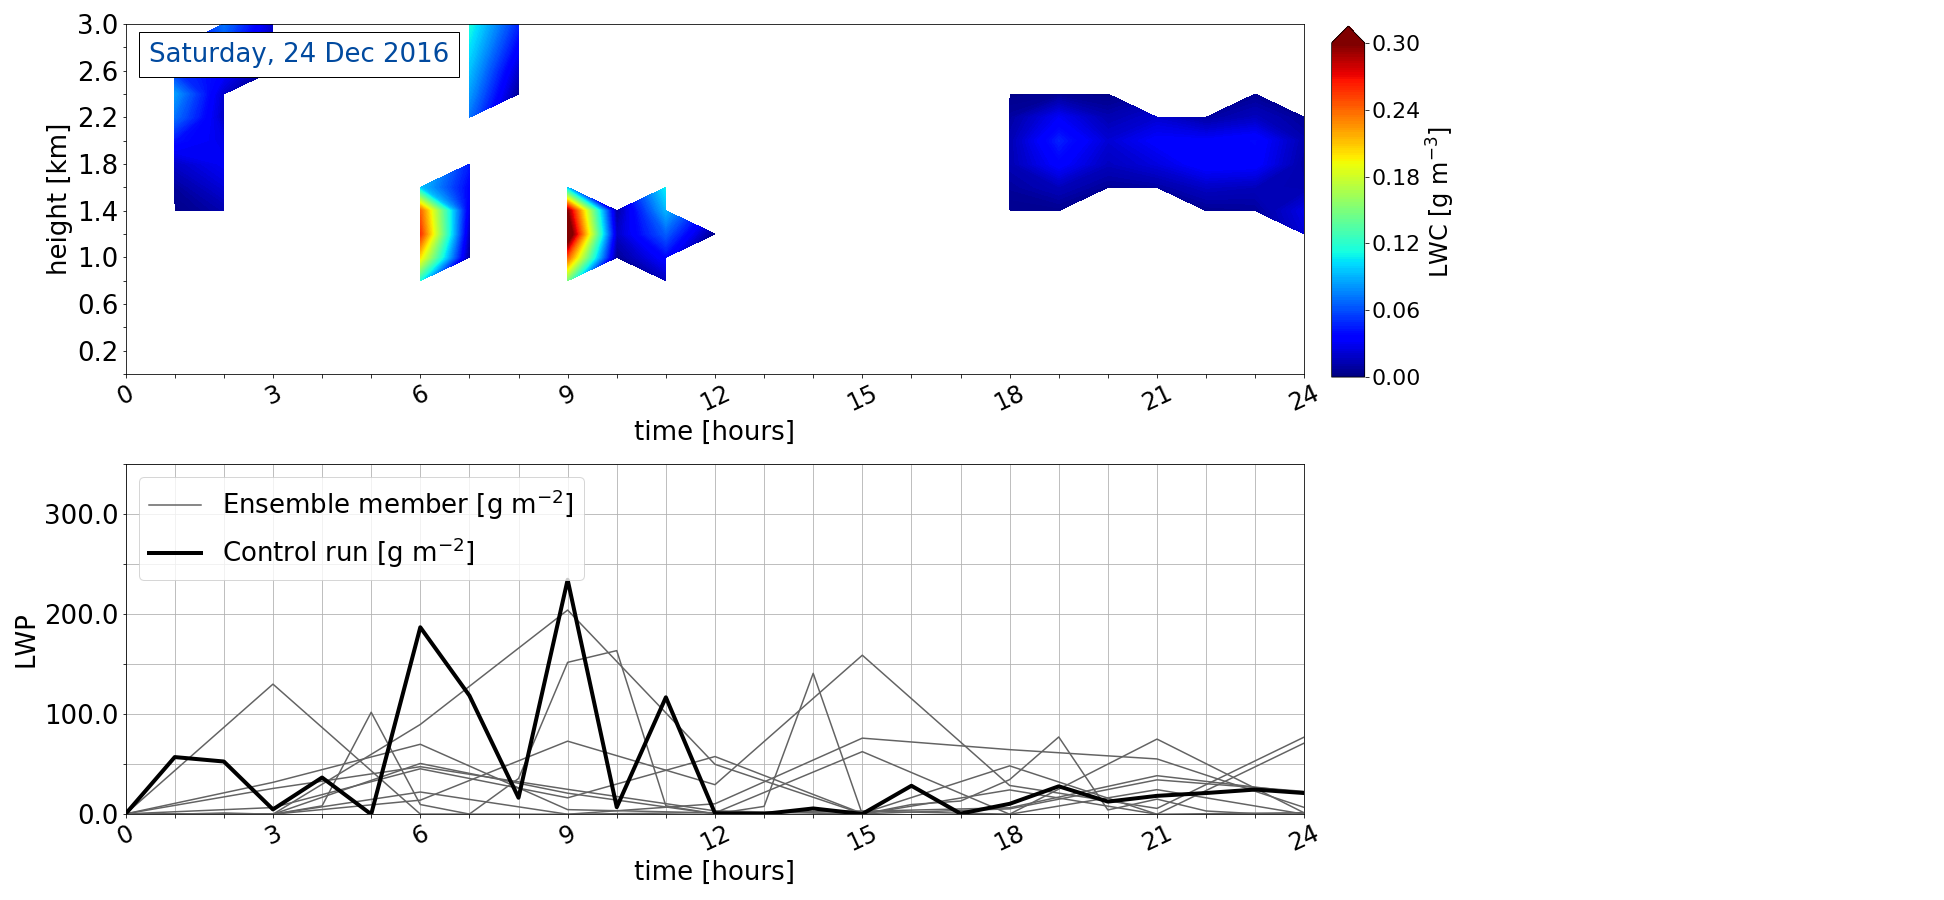 Saturday, 24 Dec 2016
height [km]
3.0
2.6
2.2
1.8
1.4
1.0
0.6
0.2
0 3 6 9 12 15 18 21 24
time [hours]
0.30
0.24
0.18
0.12
0.06
0.00
LWC [g m⁻³]
Ensemble member [g m⁻²]
Control run [g m⁻²]
LWP
300.0
200.0
100.0
0.0
0 3 6 9 12 15 18 21 24
time [hours]